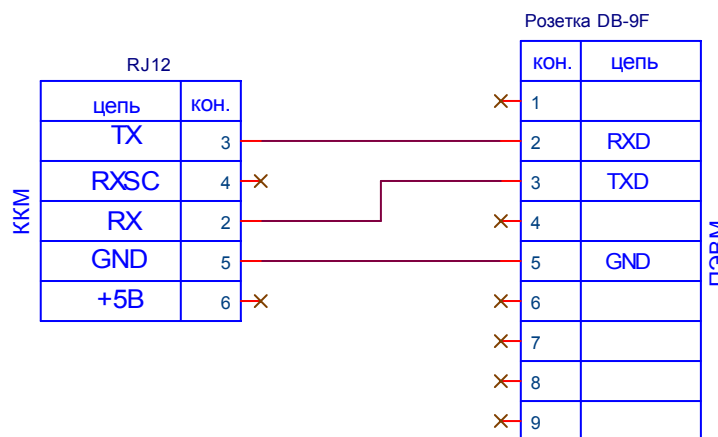 Розетка DB-9F
RJ12
кон. цепь
цепь кон.
1
TX 3
2 RXD
RXSC 4
3 TXD
RX 2
4
GND 5
5 GND
+5В 6
6
7
8
9
ККМ
ПЭВМ